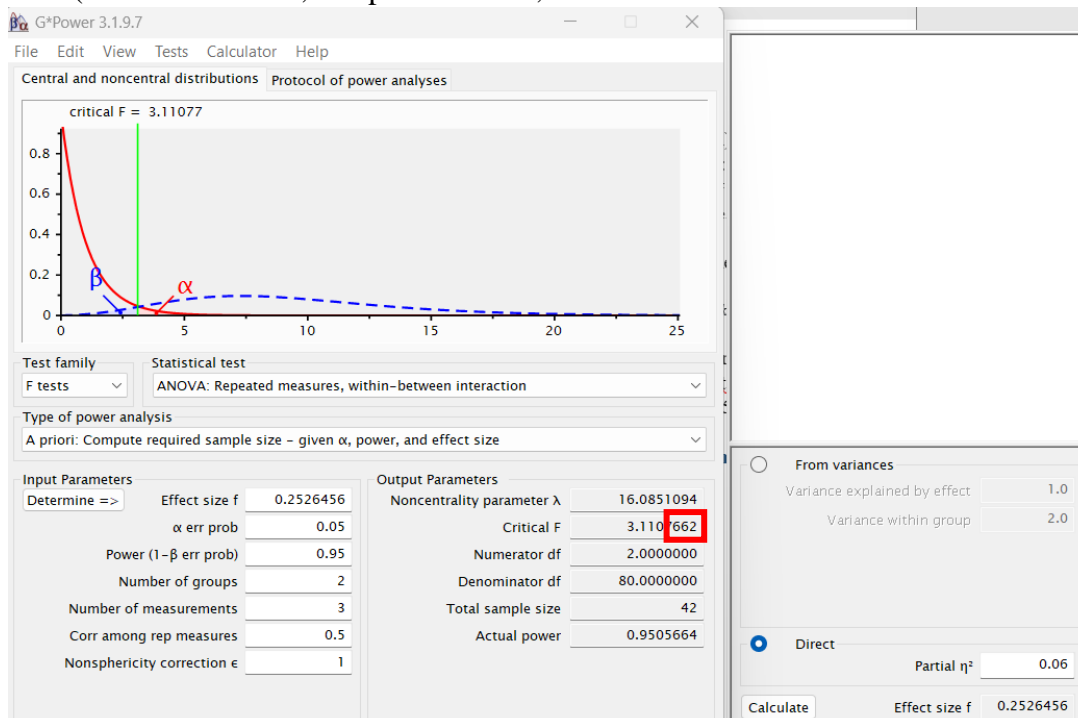 G*Power 3.1.9.7
File Edit View Tests Calculator Help
Central and noncentral distributions Protocol of power analyses
critical F = 3.11077
0.8
0.6
0.4
0.2
0
β
α
0 5 10 15 20 25
Test family Statistical test
F tests ANOVA: Repeated measures, within-between interaction
Type of power analysis
A priori: Compute required sample size - given α, power, and effect size
Input Parameters
Determine => Effect size f 0.2526456
α err prob 0.05
Power (1-β err prob) 0.95
Number of groups 2
Number of measurements 3
Corr among rep measures 0.5
Nonsphericity correction ϵ 1
Output Parameters
Noncentrality parameter λ 16.0851094
Critical F 3.1107662
Numerator df 2.0000000
Denominator df 80.0000000
Total sample size 42
Actual power 0.9505664
From variances
Variance explained by effect 1.0
Variance within group 2.0
Direct
Partial η² 0.06
Calculate Effect size f 0.2526456